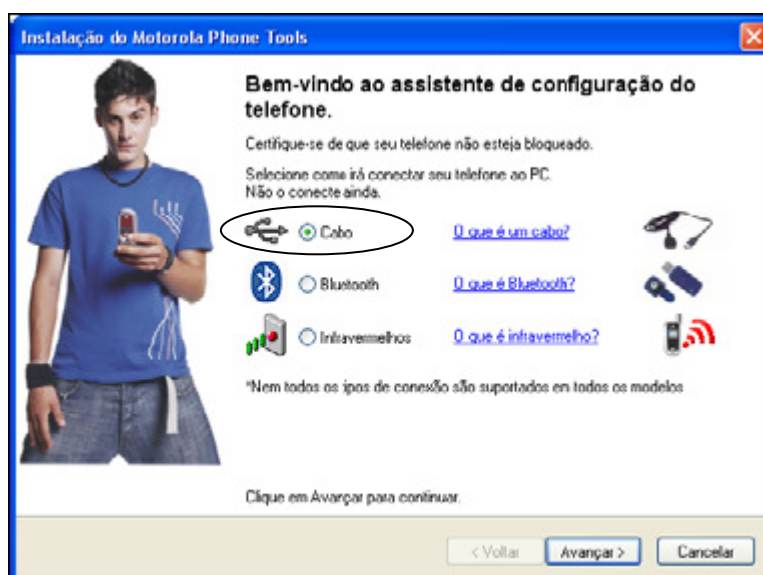 Instalação do Motorola Phone Tools
Bem-vindo ao assistente de configuração do
telefone.
Certifique-se de que seu telefone não esteja bloqueado.
Selecione como irá conectar seu telefone ao PC.
Não o conecte ainda.
Cabo O que é um cabo?
Bluetooth O que é Bluetooth?
Infravermelhos O que é infravermelho?
*Nem todos os ipos de conexão são suportados em todos os modelos
Clique em Avançar para continuar.
< Voltar Avançar > Cancelar